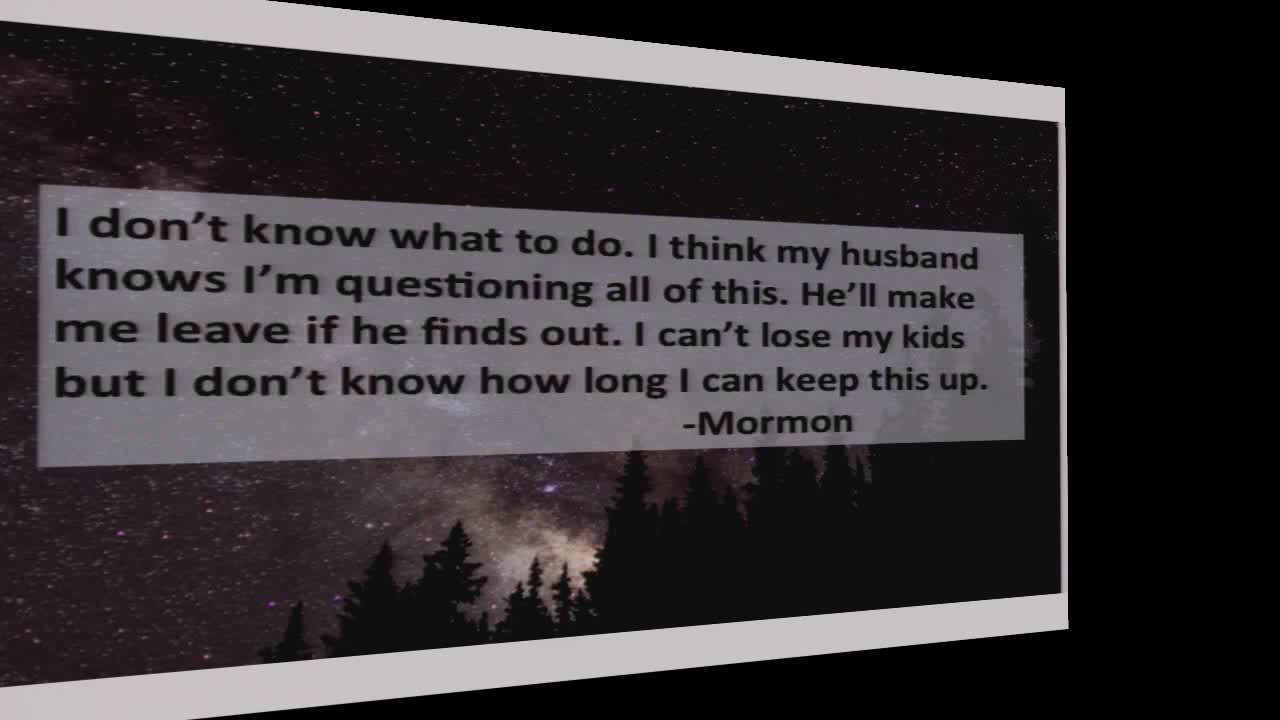 I don't know what to do. I think my husband
knows I'm questioning all of this. He'll make
me leave if he finds out. I can't lose my kids
but I don't know how long I can keep this up.
-Mormon